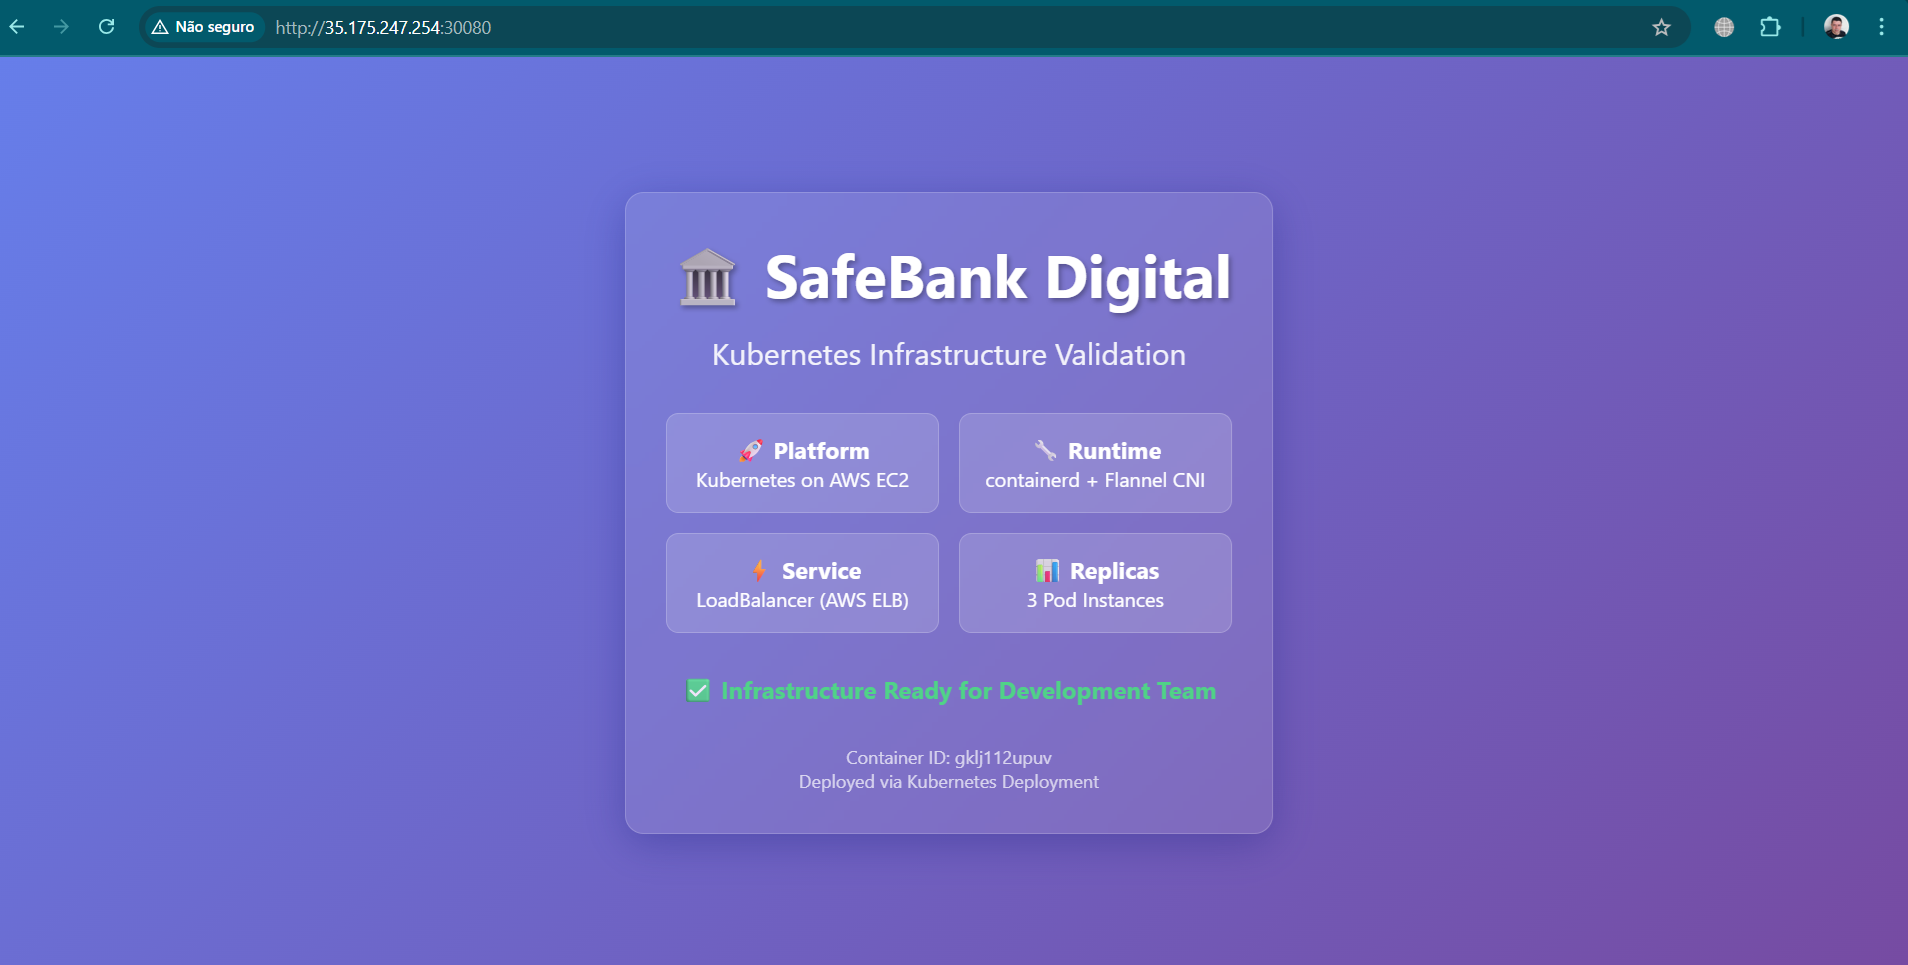 Não seguro http://35.175.247.254:30080
SafeBank Digital
Kubernetes Infrastructure Validation
Platform
Kubernetes on AWS EC2
Runtime
containerd + Flannel CNI
Service
LoadBalancer (AWS ELB)
Replicas
3 Pod Instances
Infrastructure Ready for Development Team
Container ID: gklj112upuv
Deployed via Kubernetes Deployment